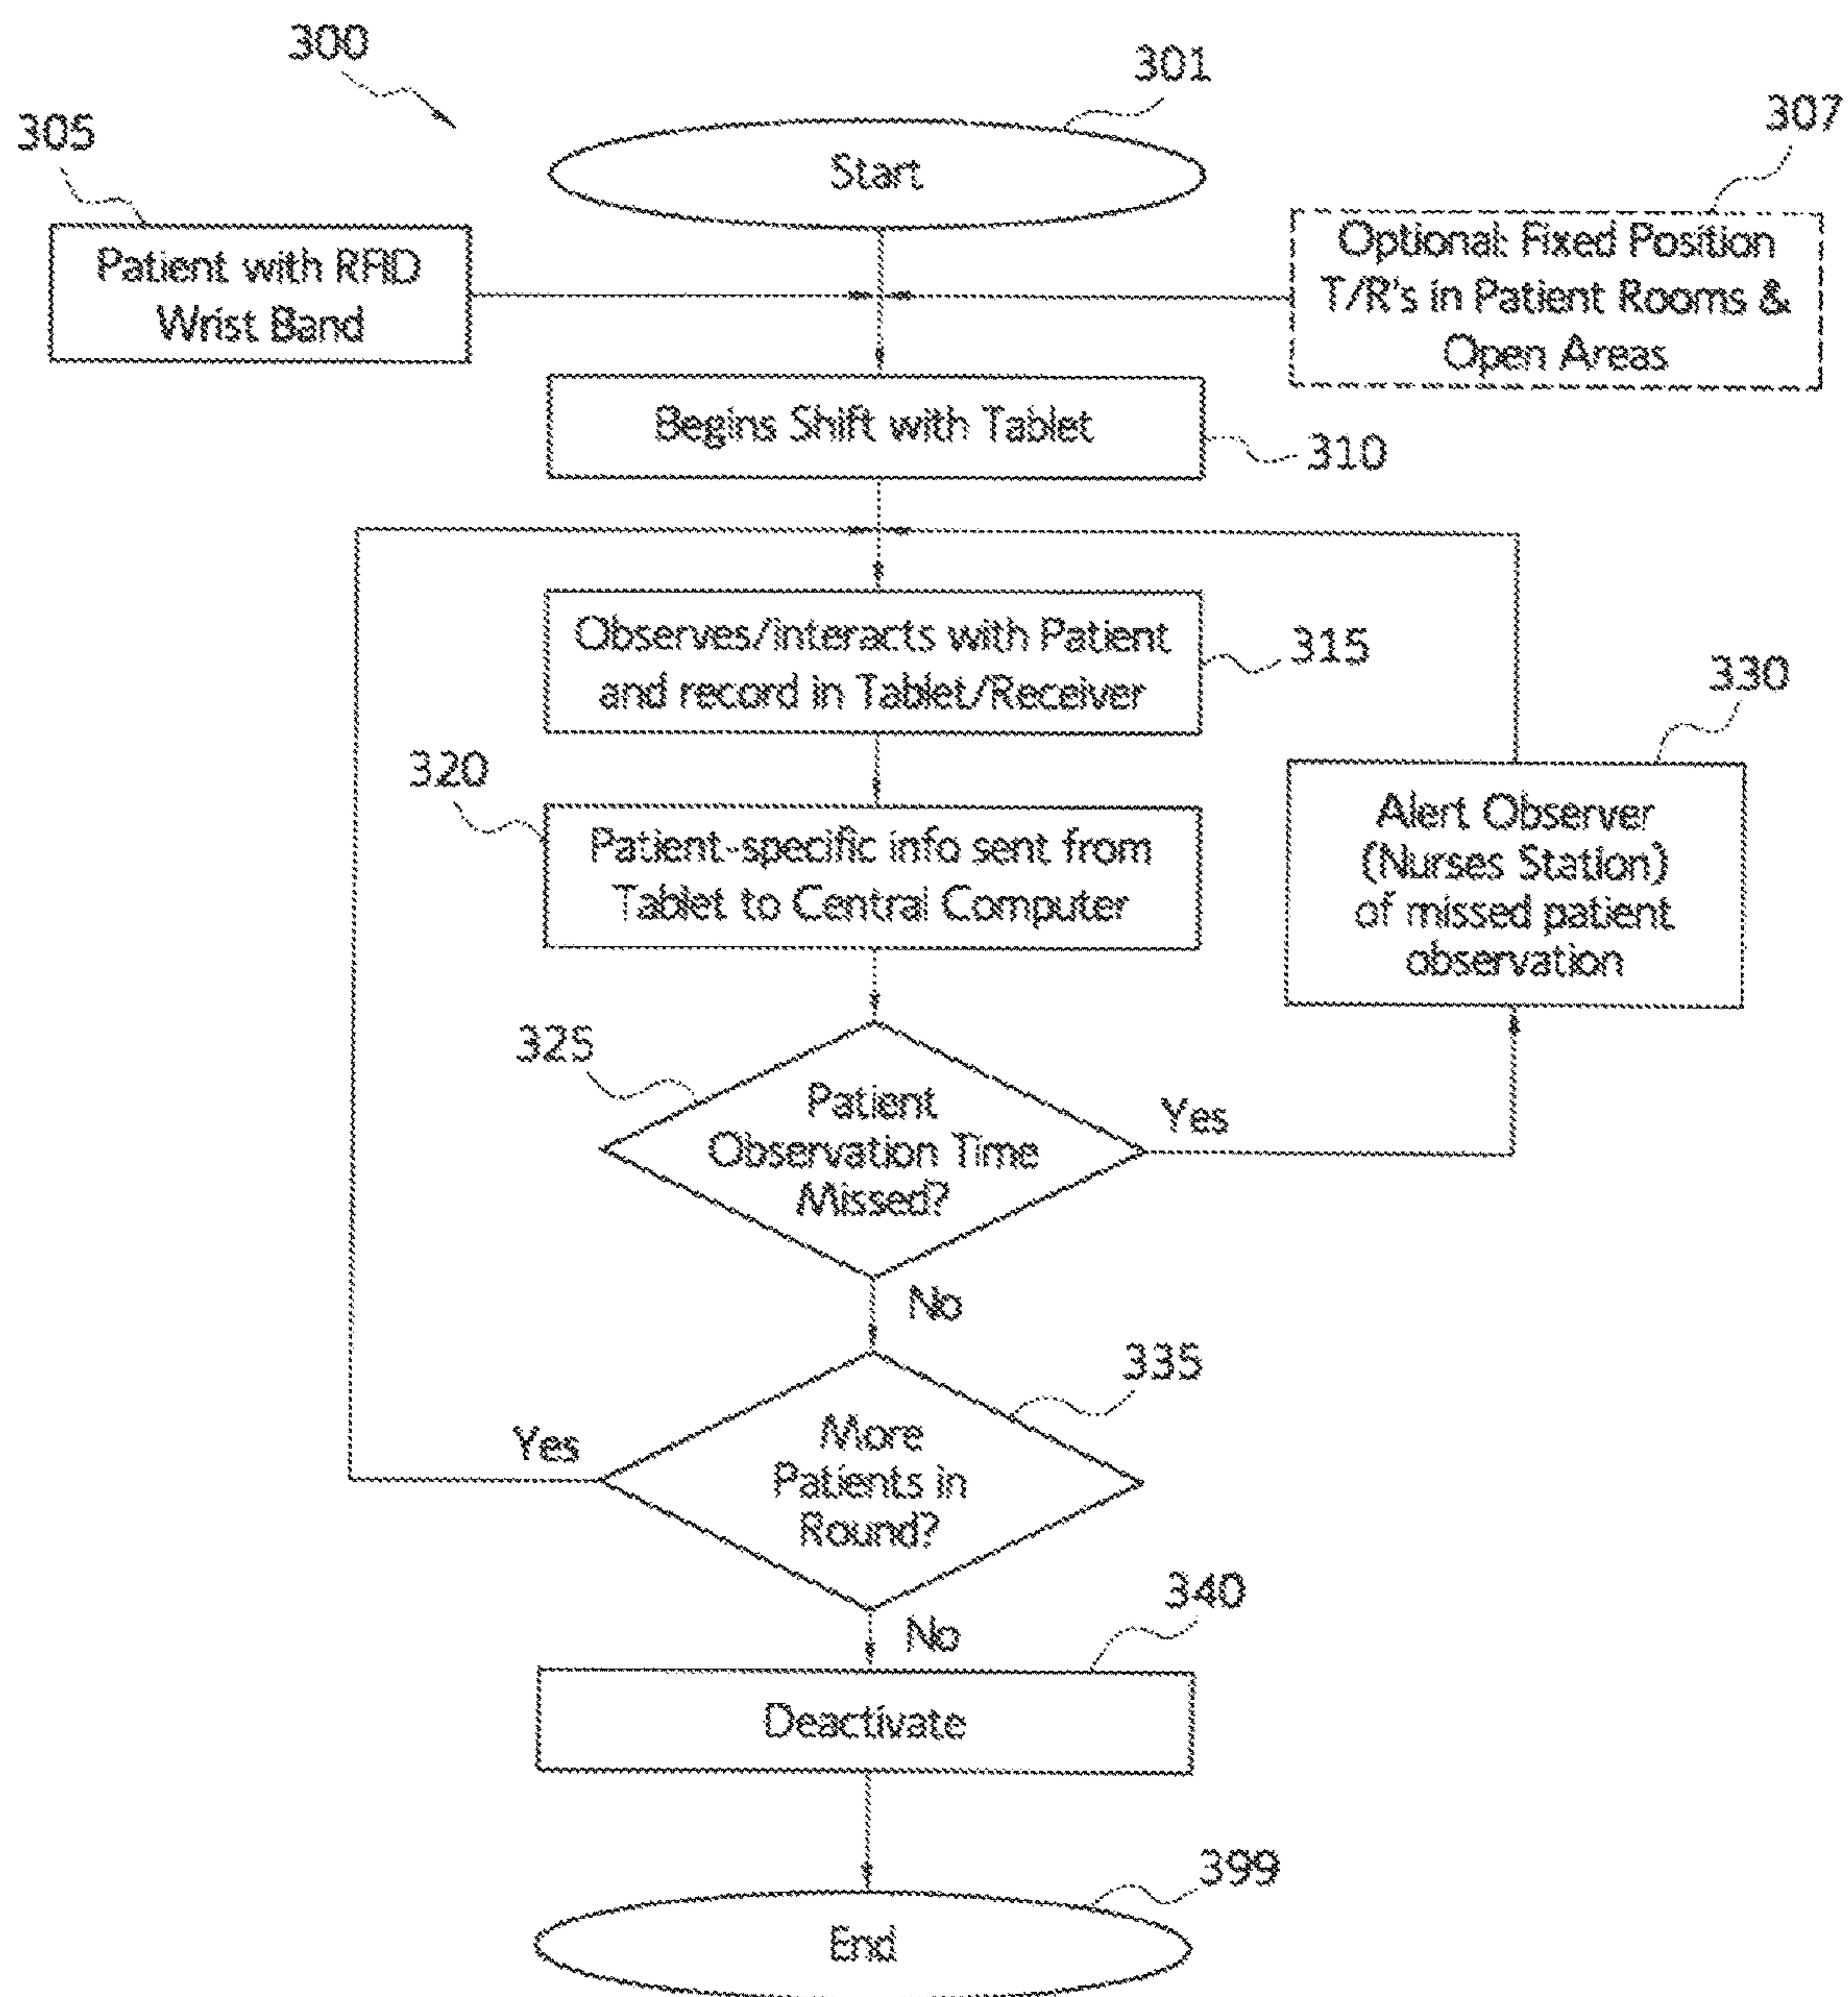 300
301
305
307
Start
Patient with RFID
Wrist Band
Optional: Fixed Position
T/R's in Patient Rooms &
Open Areas
Begins Shift with Tablet
310
Observes/interacts with Patient
and record in Tablet/Receiver
315
330
320
Patient-specific info sent from
Tablet to Central Computer
Alert Observer
(Nurses Station)
of missed patient
observation
325
Patient
Observation Time
Missed?
Yes
No
335
More
Patients in
Round?
Yes
No
340
Deactivate
399
End